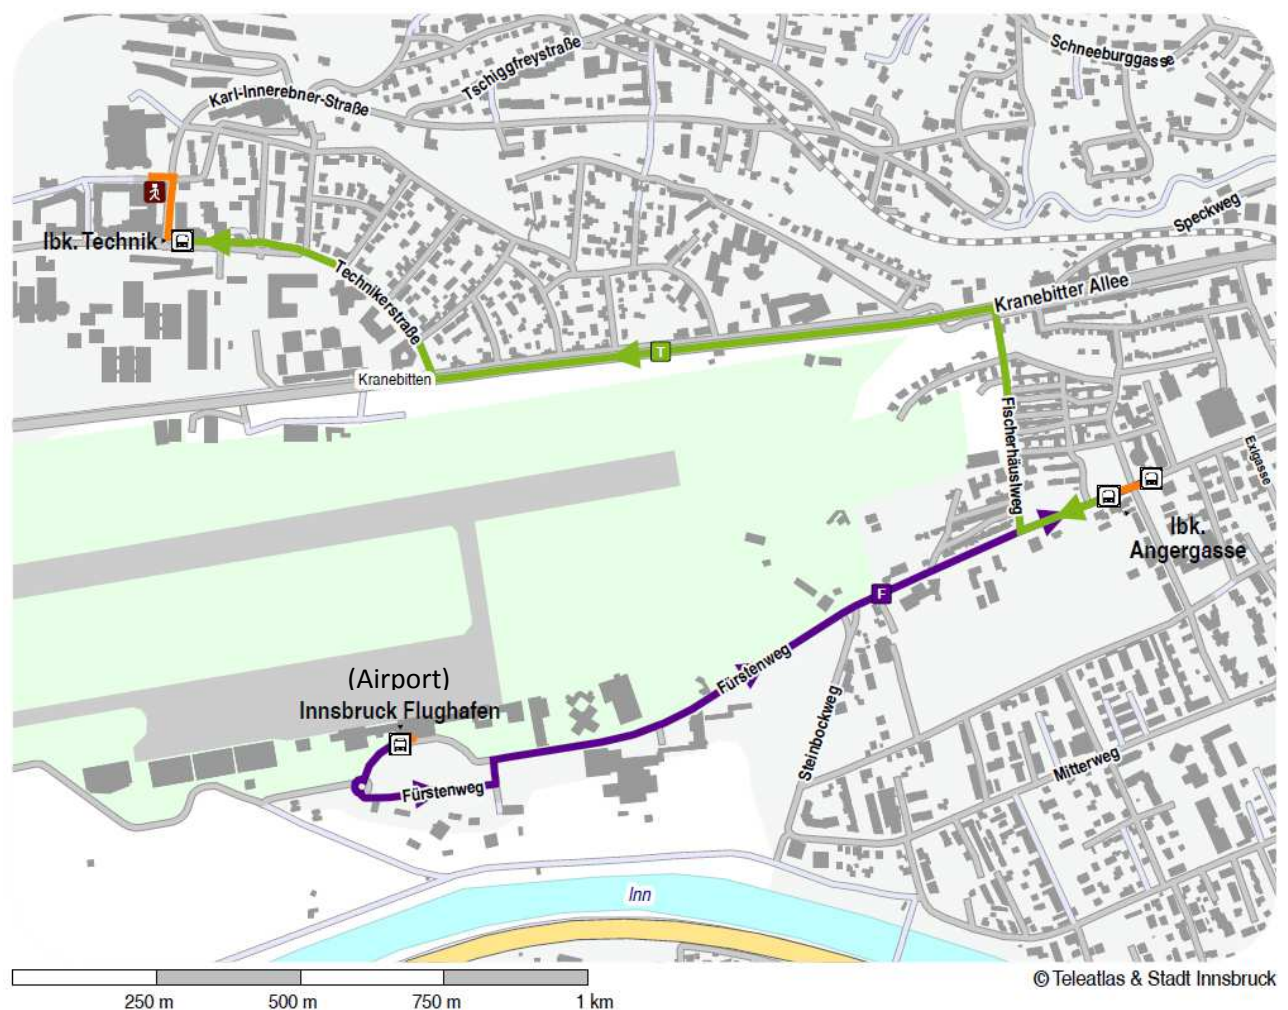 Schneeburggasse
Tschiggfreystraße
Karl-Innerebner-Straße
Speckweg
Ibk. Technik
Technikerstraße
Kranebitter Allee
T
Kranebitten
Fischerhäuslweg
Exlgasse
Ibk.
Angergasse
F
(Airport)
Innsbruck Flughafen
Fürstenweg
Steinbockweg
Mitterweg
Fürstenweg
Inn
© Teleatlas & Stadt Innsbruck
250 m 500 m 750 m 1 km